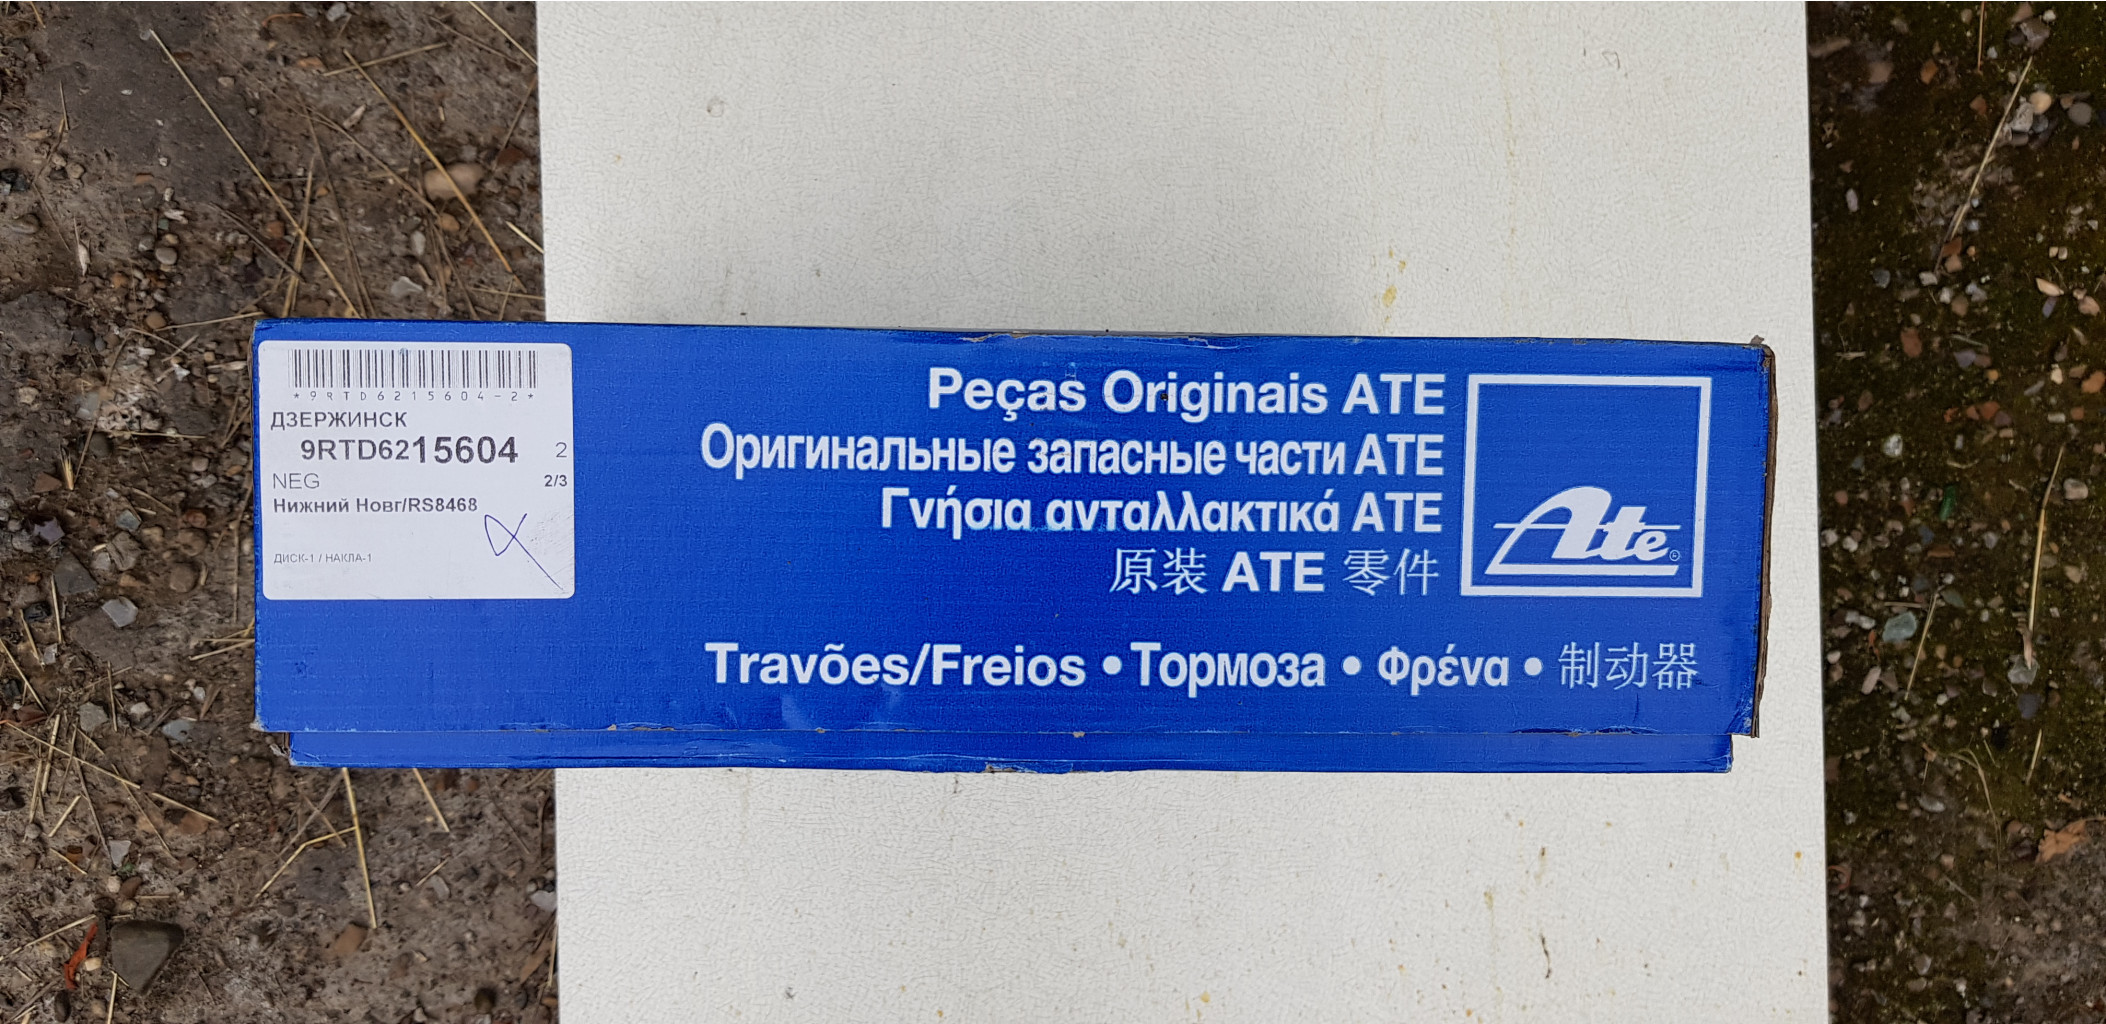 *9RTD6215604-2*
ДЗЕРЖИНСК
9RTD6215604 2
NEG 2/3
Нижний Новг/RS8468
ДИСК-1 / НАКЛА-1
Peças Originais ATE
Оригинальные запасные части ATE
Γνήσια ανταλλακτικά ATE
原装 ATE 零件
Ate ®
Travões/Freios • Тормоза • Φρένα • 制动器